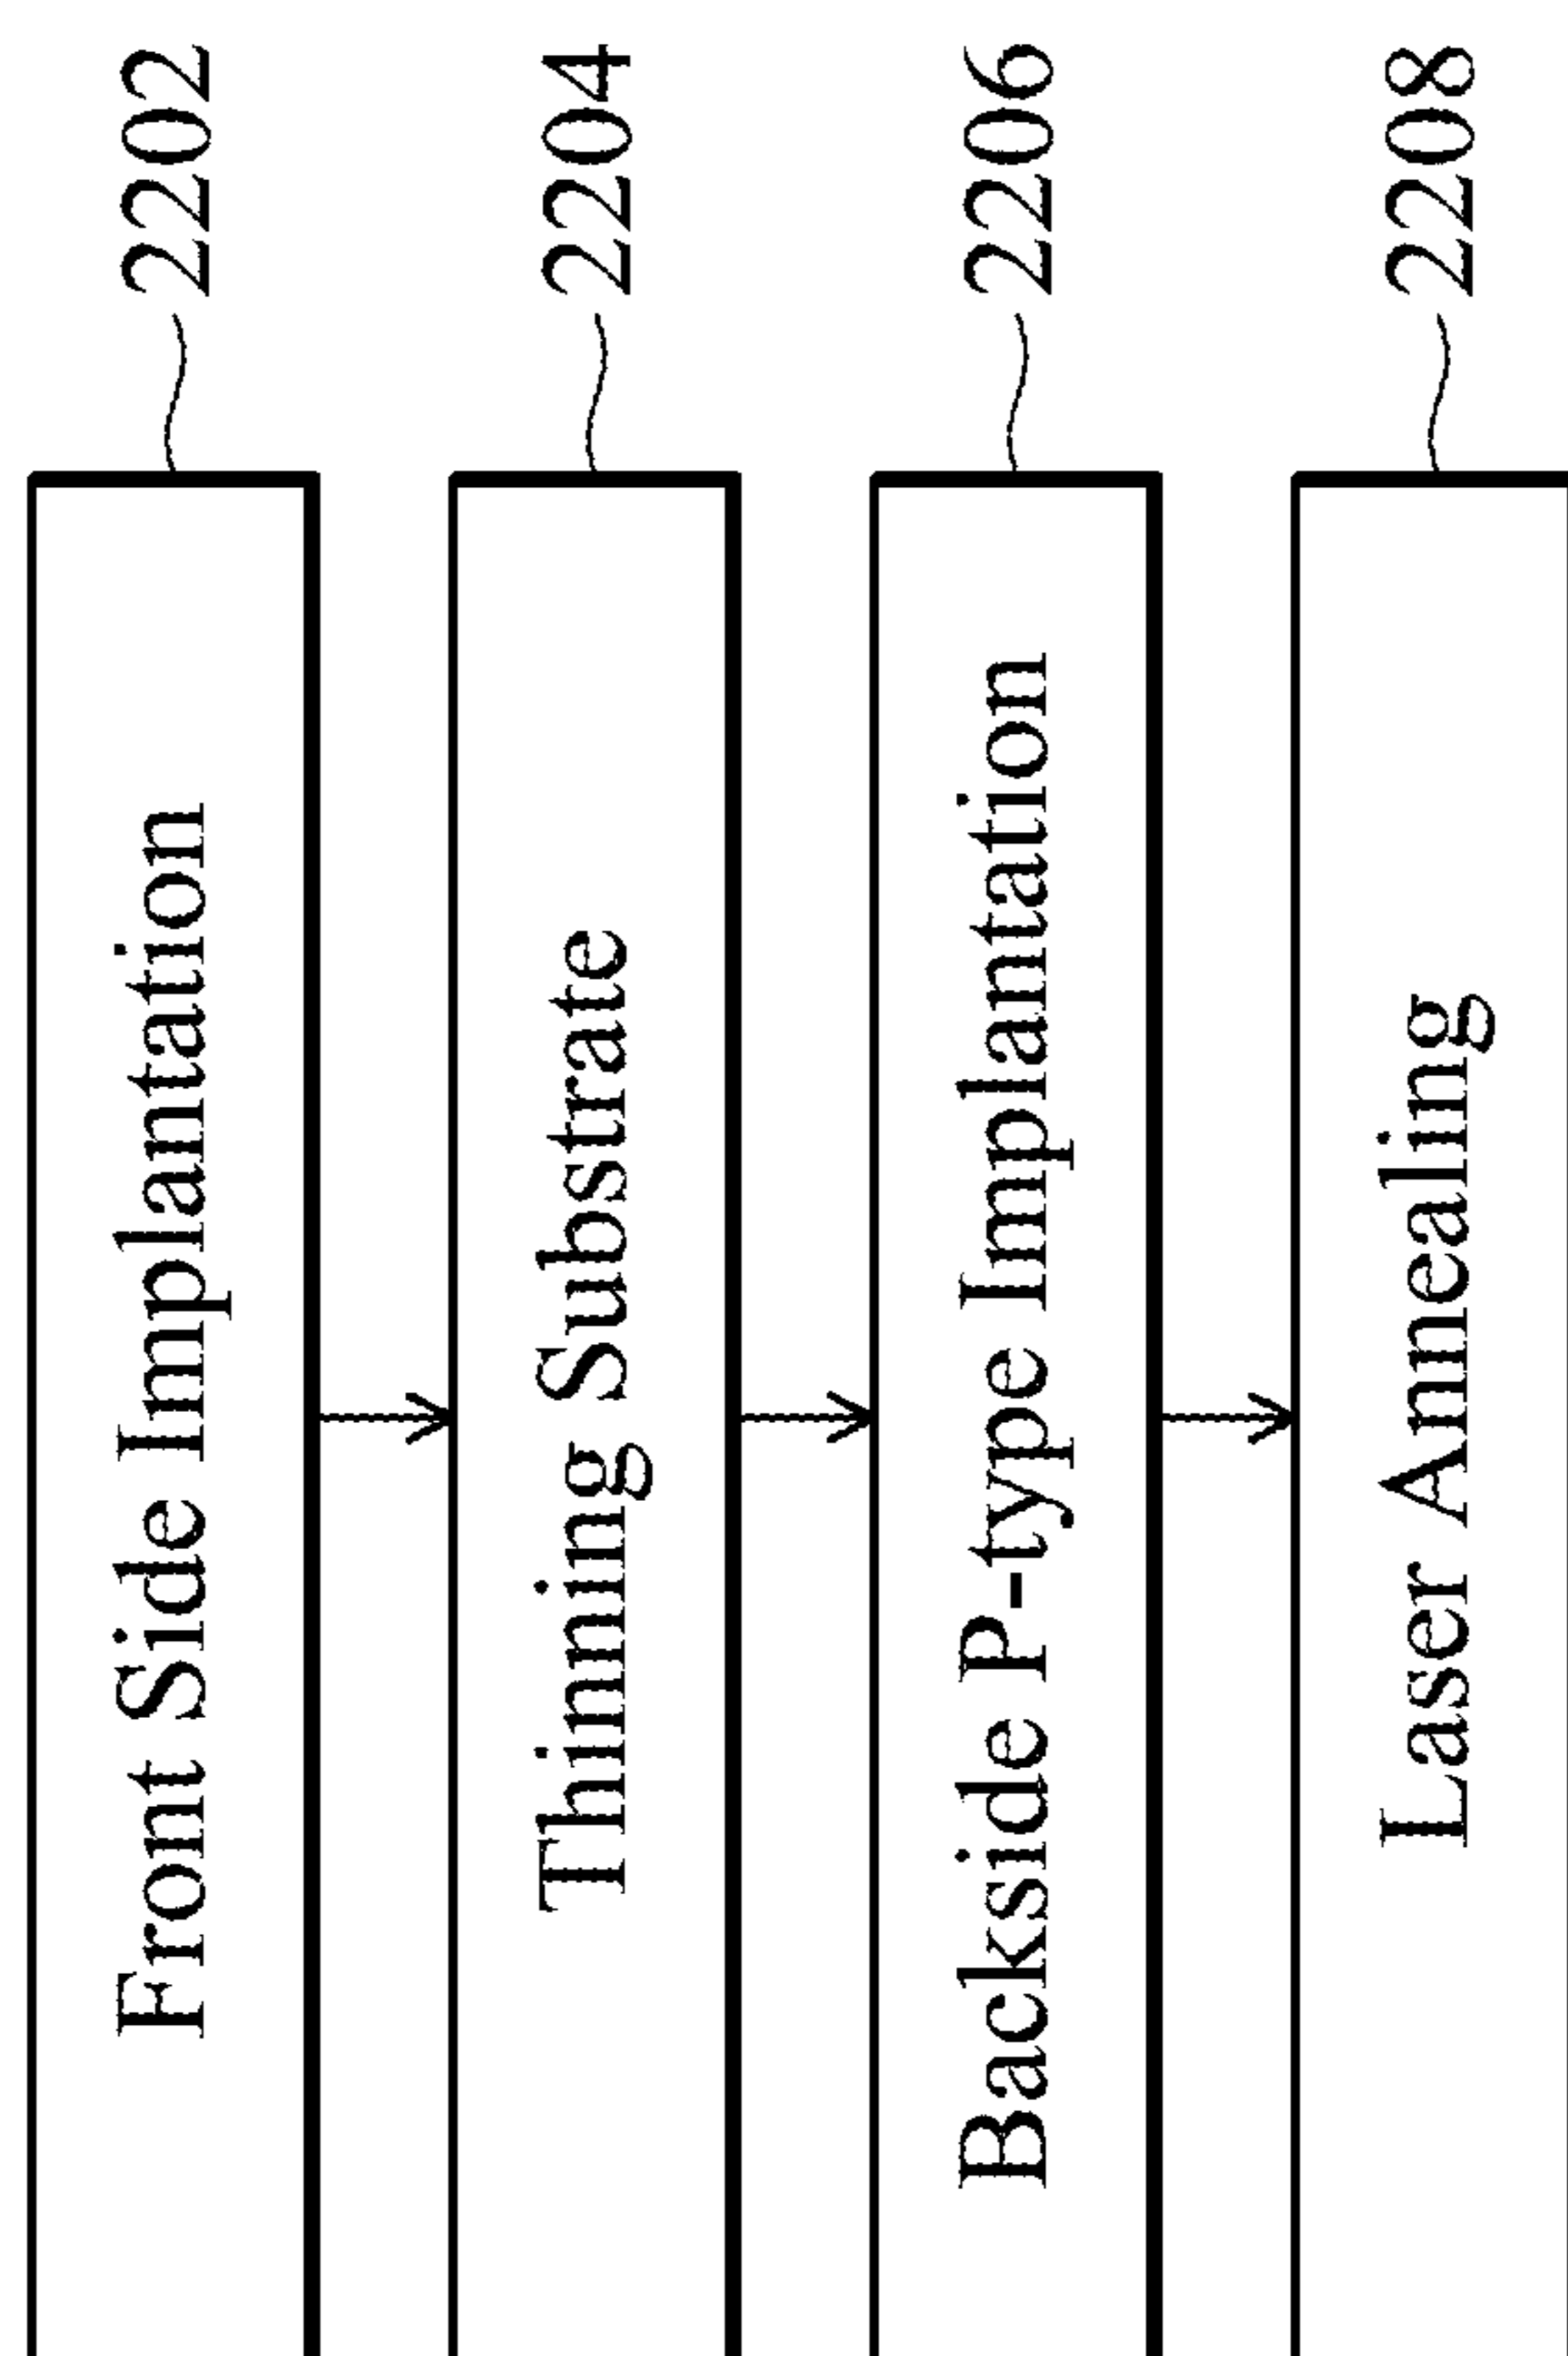 Front Side Implantation 2202
Thinning Substrate 2204
Backside P-type Implantation 2206
Laser Annealing 2208